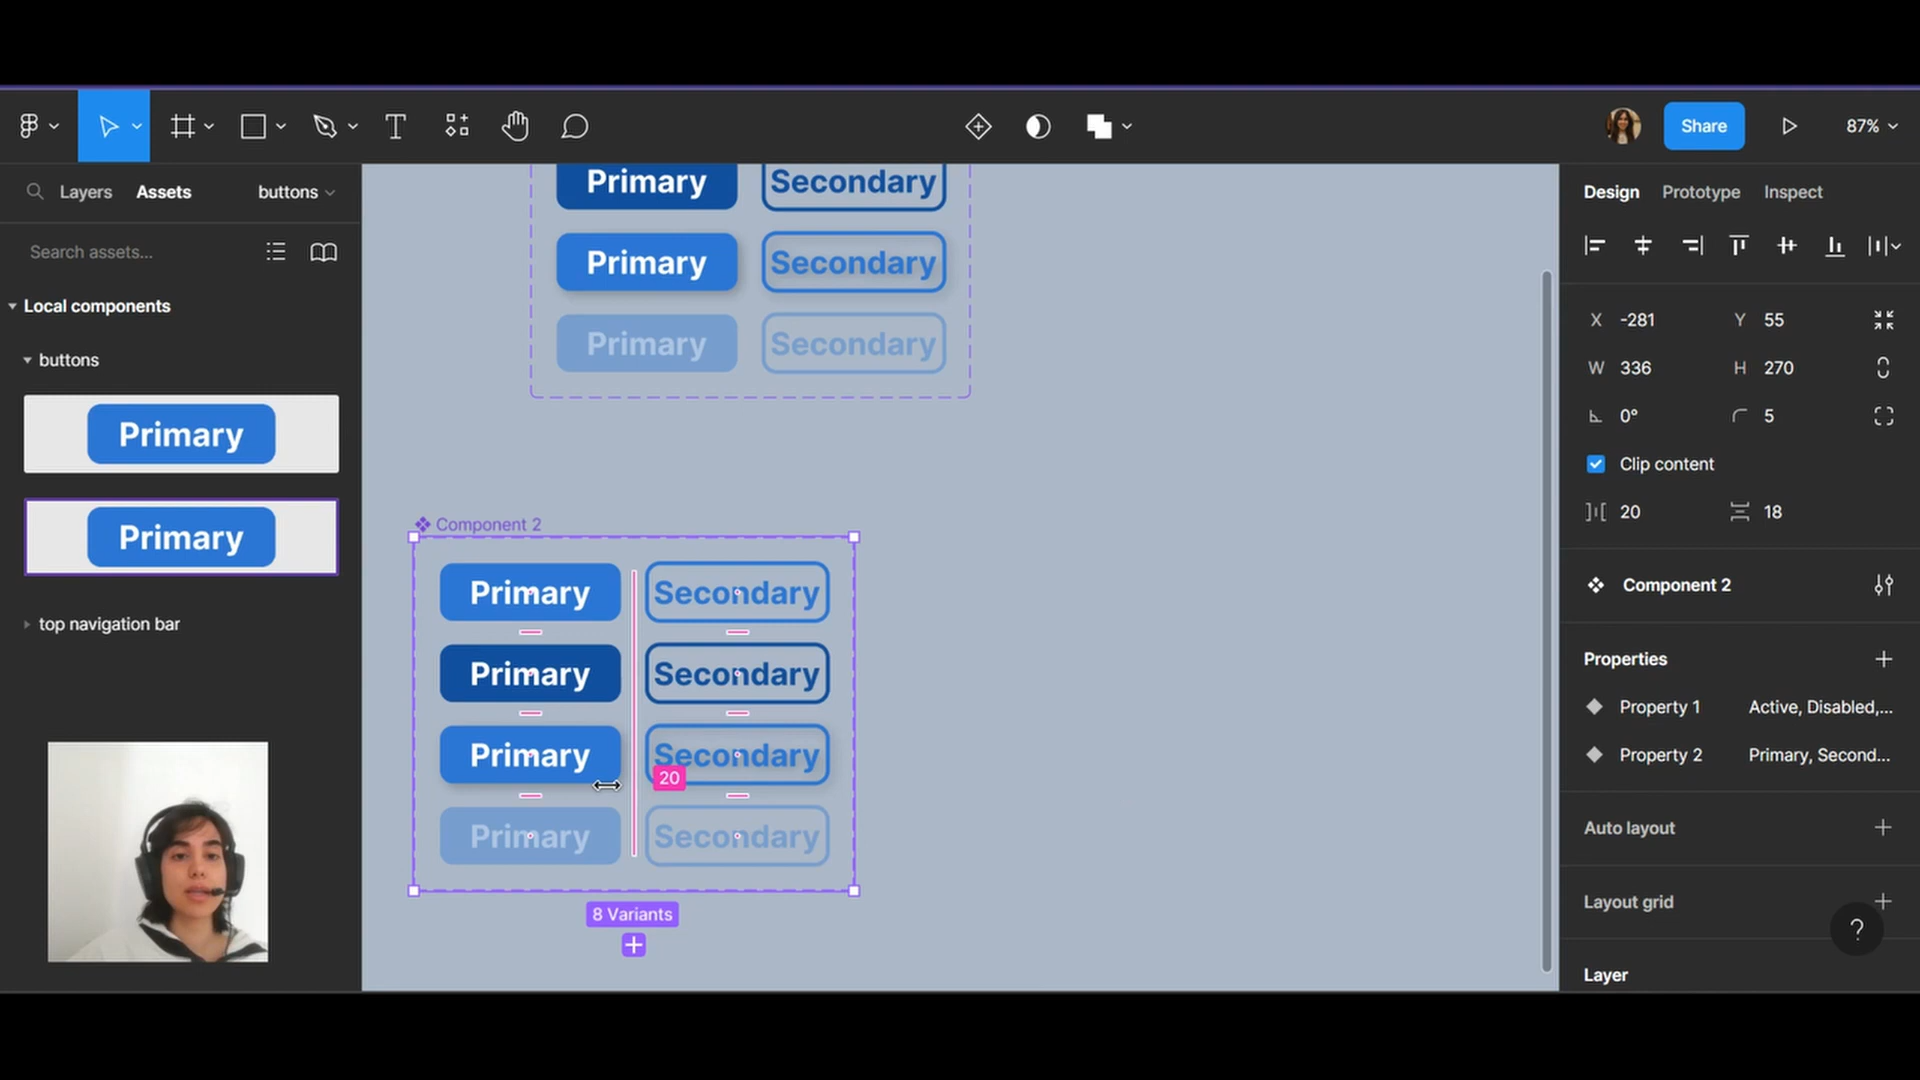 Share
87%
Layers
Assets
buttons
Search assets...
Local components
buttons
Primary
Primary
top navigation bar
Primary
Secondary
Primary
Secondary
Primary
Secondary
Component 2
Primary
Secondary
Primary
Secondary
Primary
Secondary
20
Primary
Secondary
8 Variants
Design
Prototype
Inspect
X -281
Y 55
W 336
H 270
0°
5
Clip content
20
18
Component 2
Properties
Property 1
Active, Disabled,...
Property 2
Primary, Second...
Auto layout
Layout grid
?
Layer